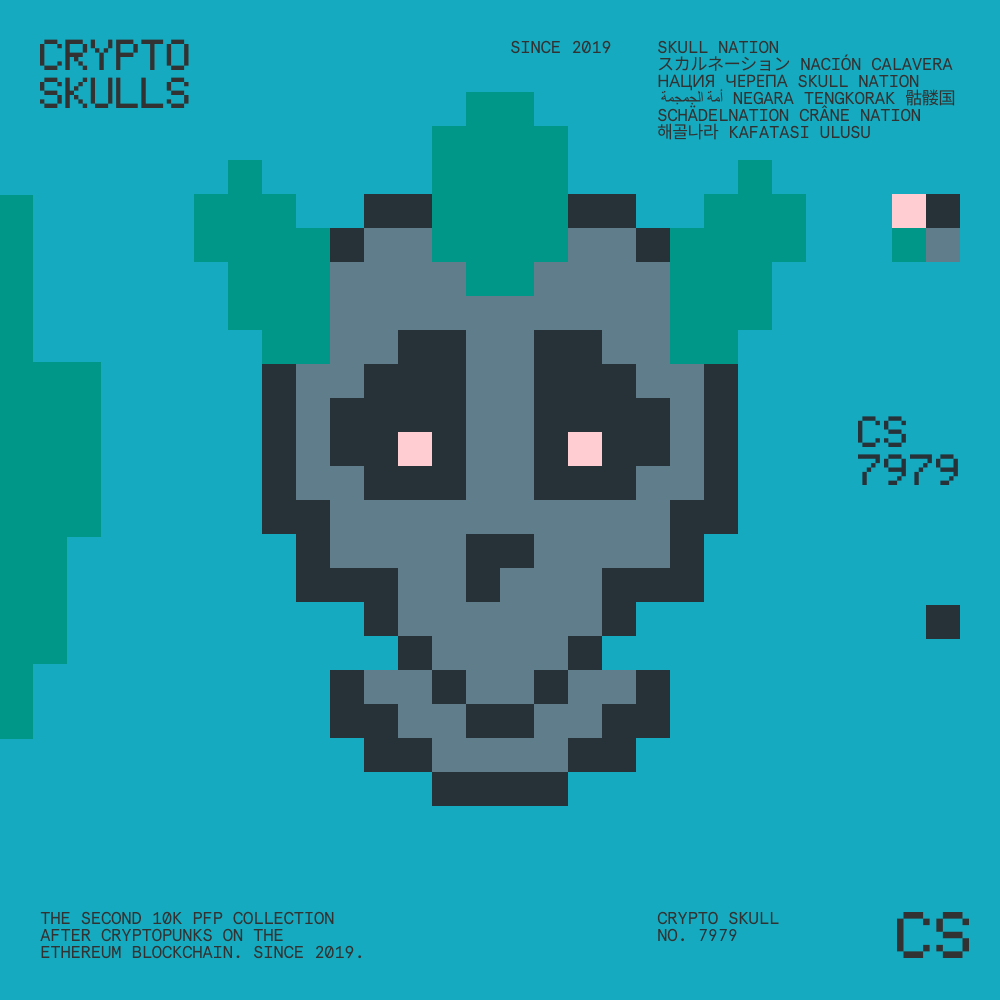 CRYPTO
SKULLS
SINCE 2019
SKULL NATION
スカルネーション NACIÓN CALAVERA
НАЦИЯ ЧЕРЕПА SKULL NATION
أمة الجمجمة NEGARA TENGKORAK 骷髅国
SCHÄDELNATION CRÂNE NATION
해골나라 KAFATASI ULUSU
CS
7979
THE SECOND 10K PFP COLLECTION
AFTER CRYPTOPUNKS ON THE
ETHEREUM BLOCKCHAIN. SINCE 2019.
CRYPTO SKULL
NO. 7979
CS